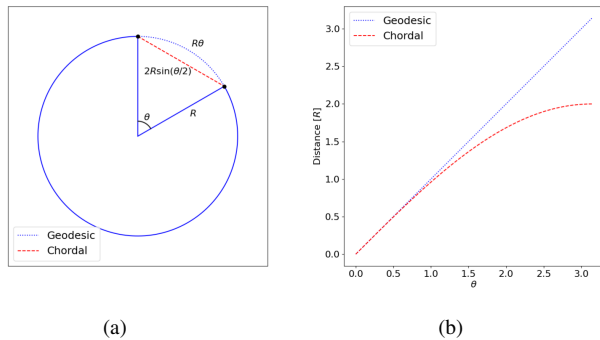 Rθ
2Rsin(θ/2)
θ
R
Geodesic
Chordal
(a)
Geodesic
Chordal
Distance [R]
3.0
2.5
2.0
1.5
1.0
0.5
0.0
0.0 0.5 1.0 1.5 2.0 2.5 3.0
θ
(b)